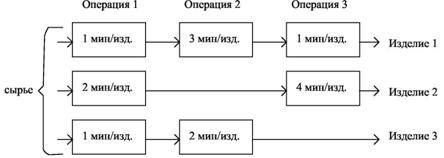 Операция 1 Операция 2 Операция 3
1 мин/изд. 3 мин/изд. 1 мин/изд. Изделие 1
сырье 2 мин/изд. 4 мин/изд. Изделие 2
1 мин/изд. 2 мин/изд. Изделие 3